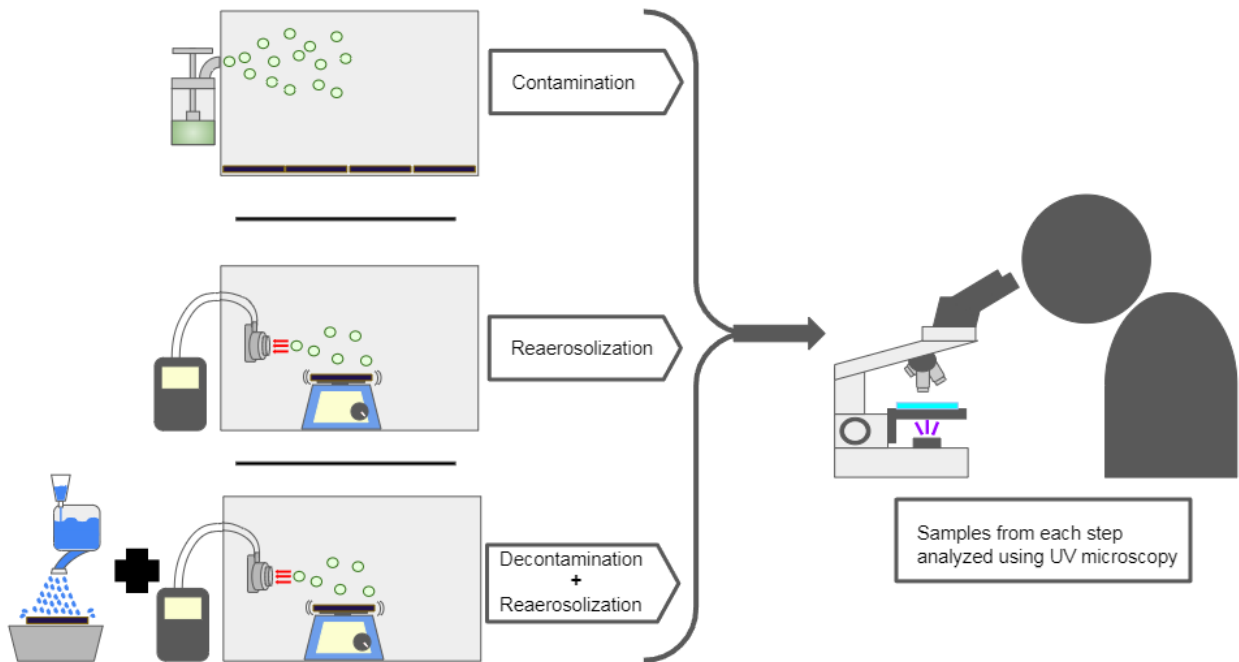 Contamination
Reaerosolization
Decontamination
+
Reaerosolization
Samples from each step
analyzed using UV microscopy